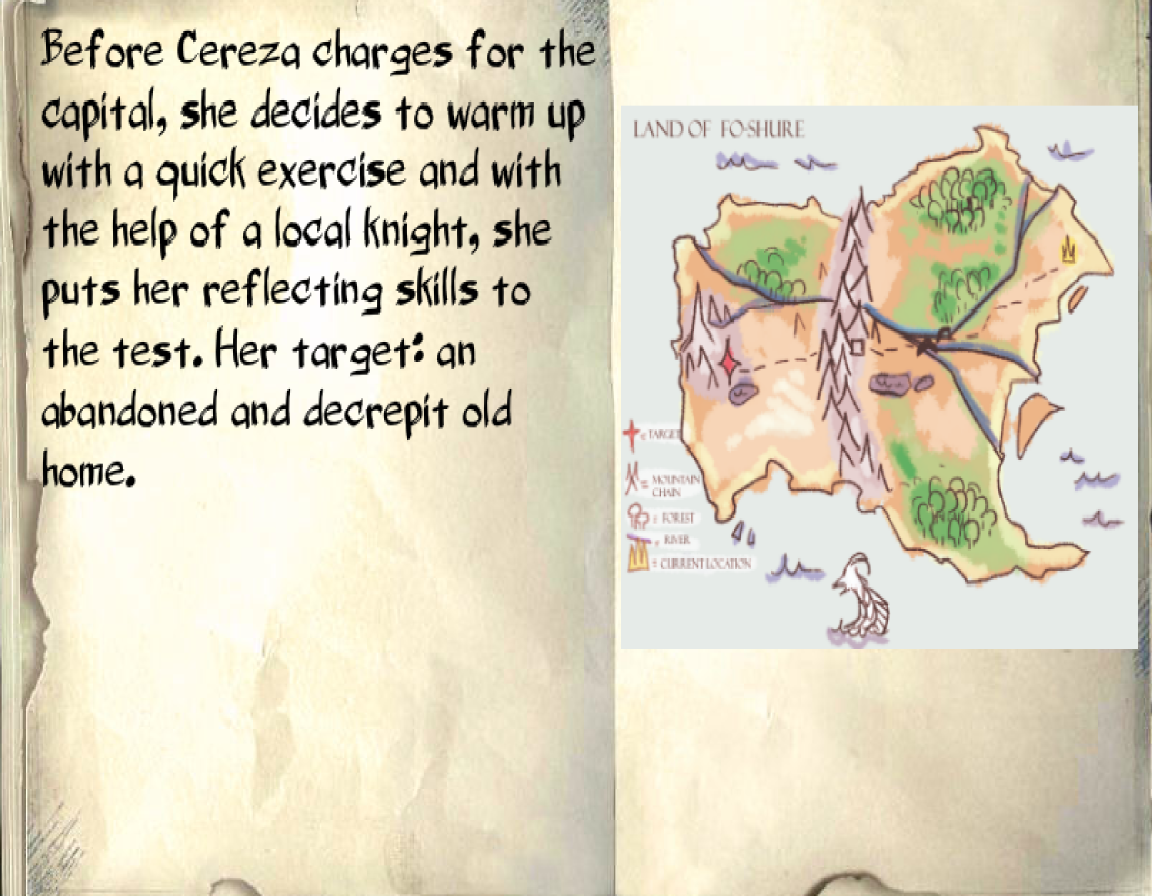 Before Cereza charges for the
capital, she decides to warm up
with a quick exercise and with
the help of a local knight, she
puts her reflecting skills to
the test. Her target: an
abandoned and decrepit old
home.
LAND OF FO-SHURE
= TARGET
= MOUNTAIN
CHAIN
= FOREST
= RIVER
= CURRENT LOCATION